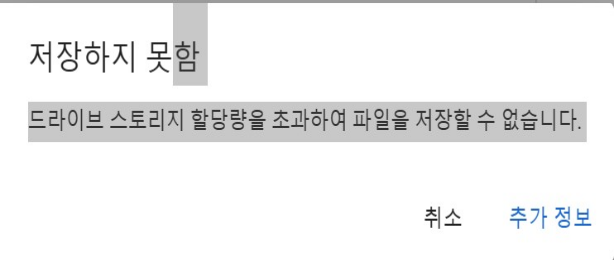 저장하지 못함
드라이브 스토리지 할당량을 초과하여 파일을 저장할 수 없습니다.
취소 추가 정보